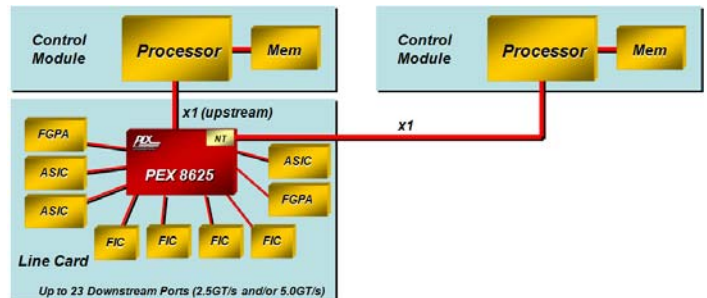 Control Module
Processor
Mem
Control Module
Processor
Mem
x1 (upstream)
x1
FGPA
ASIC
ASIC
PLX
NT
PEX 8625
ASIC
FGPA
FIC
FIC
FIC
FIC
Line Card
Up to 23 Downstream Ports (2.5GT/s and/or 5.0GT/s)